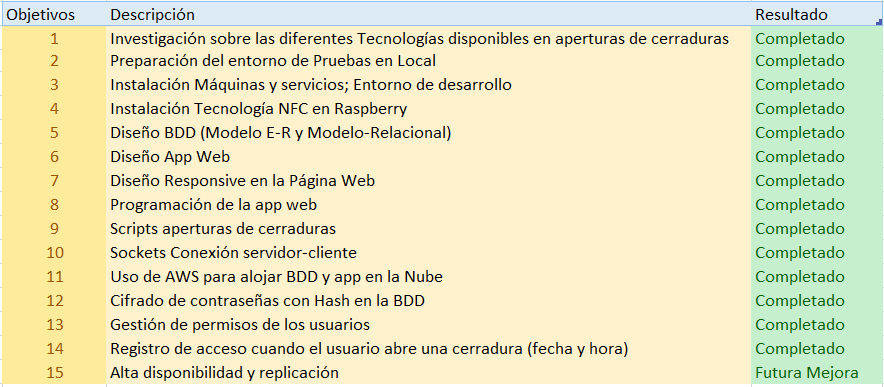 Objetivos Descripción Resultado
1 Investigación sobre las diferentes Tecnologías disponibles en aperturas de cerraduras Completado
2 Preparación del entorno de Pruebas en Local Completado
3 Instalación Máquinas y servicios; Entorno de desarrollo Completado
4 Instalación Tecnología NFC en Raspberry Completado
5 Diseño BDD (Modelo E-R y Modelo-Relacional) Completado
6 Diseño App Web Completado
7 Diseño Responsive en la Página Web Completado
8 Programación de la app web Completado
9 Scripts aperturas de cerraduras Completado
10 Sockets Conexión servidor-cliente Completado
11 Uso de AWS para alojar BDD y app en la Nube Completado
12 Cifrado de contraseñas con Hash en la BDD Completado
13 Gestión de permisos de los usuarios Completado
14 Registro de acceso cuando el usuario abre una cerradura (fecha y hora) Completado
15 Alta disponibilidad y replicación Futura Mejora